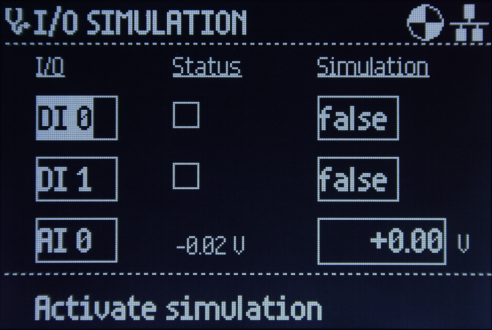 I/O SIMULATION
I/O Status Simulation
DI 0 false
DI 1 false
AI 0 -0.02 V +0.00 V
Activate simulation